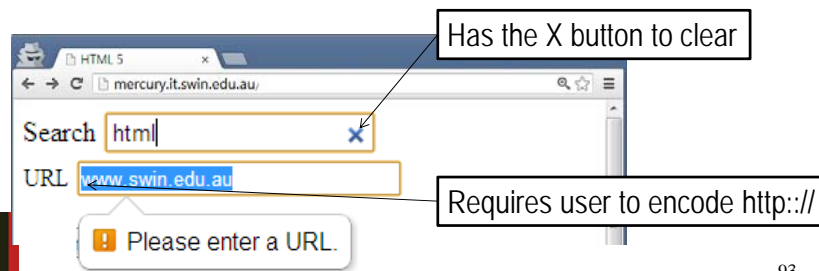 Has the X button to clear
HTML 5 ×
mercury.it.swin.edu.au/
Search html
URL www.swin.edu.au
Requires user to encode http:://
Please enter a URL.
93